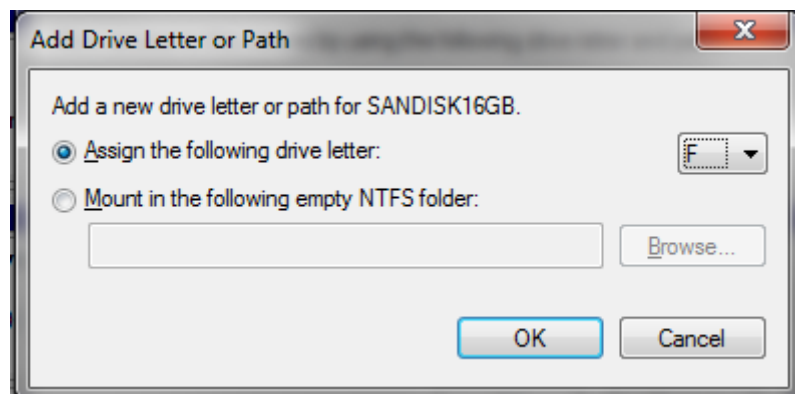 Add Drive Letter or Path
Add a new drive letter or path for SANDISK16GB.
Assign the following drive letter:
F
Mount in the following empty NTFS folder:
Browse...
OK
Cancel